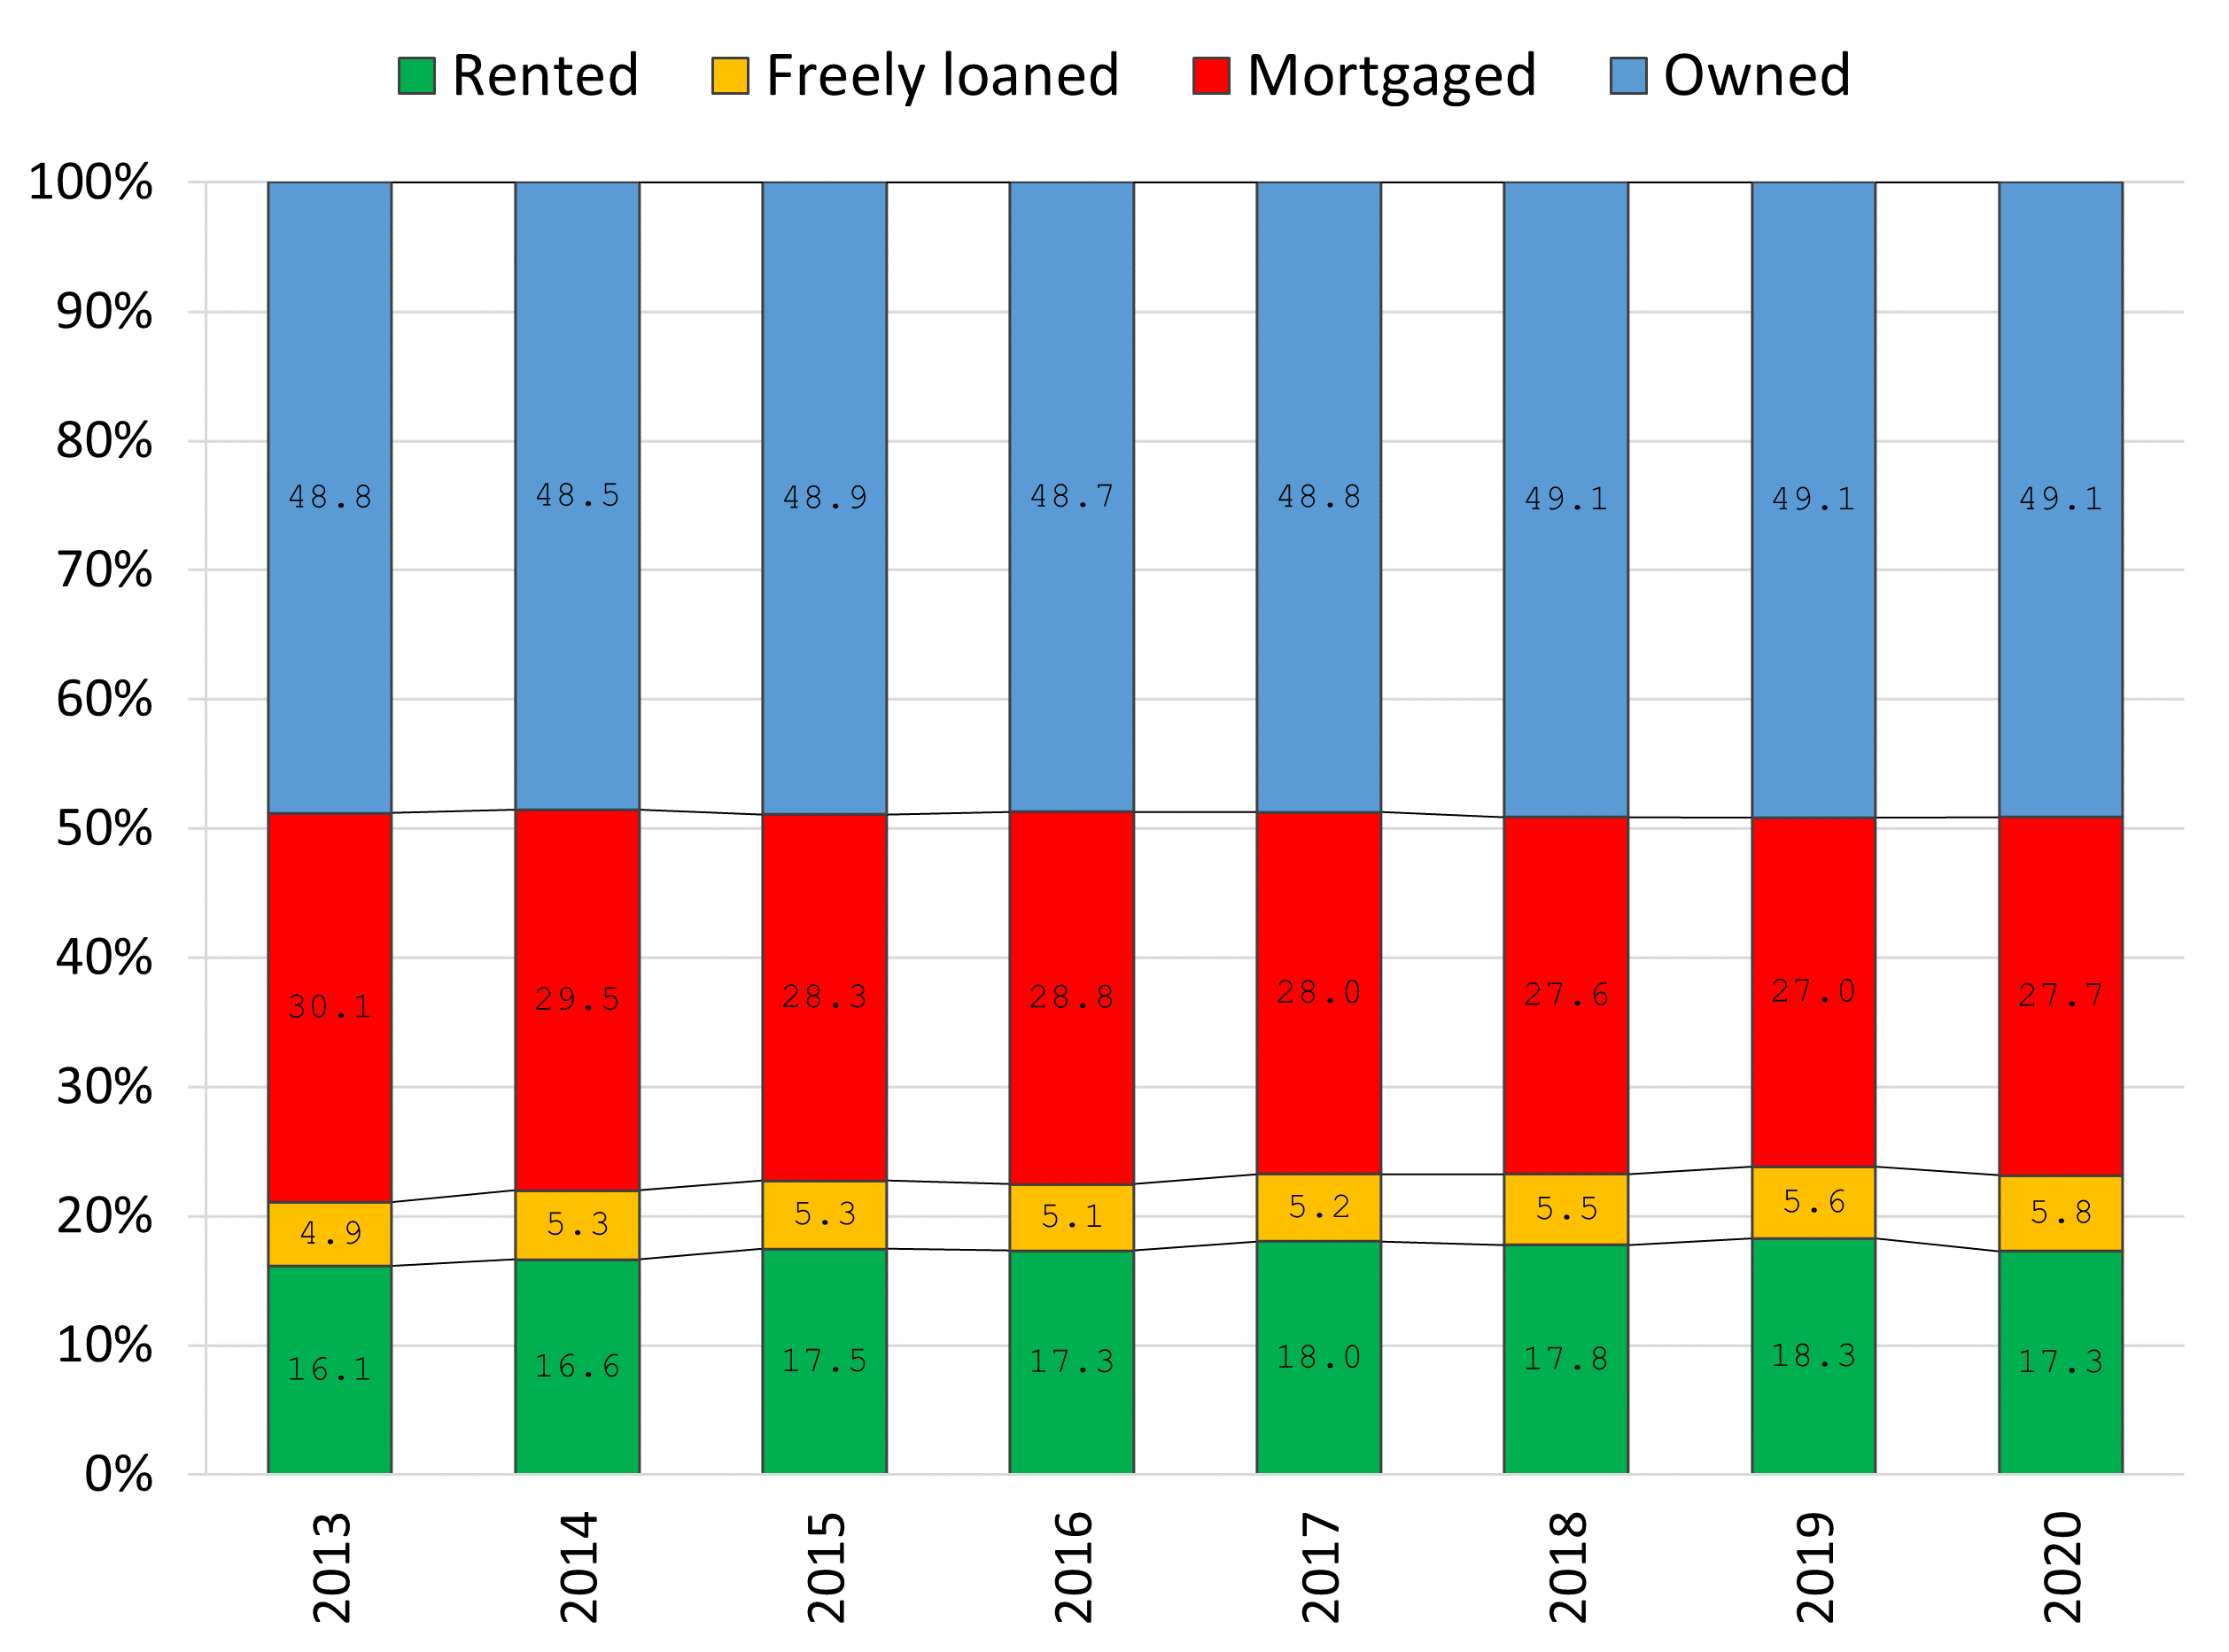 Rented Freely loaned Mortgaged Owned
100%
90%
80%
48.8 48.5 48.9 48.7 48.8 49.1 49.1 49.1
70%
60%
50%
40%
30.1 29.5 28.3 28.8 28.0 27.6 27.0 27.7
30%
20%
4.9 5.3 5.3 5.1 5.2 5.5 5.6 5.8
10%
16.1 16.6 17.5 17.3 18.0 17.8 18.3 17.3
0%
2013 2014 2015 2016 2017 2018 2019 2020